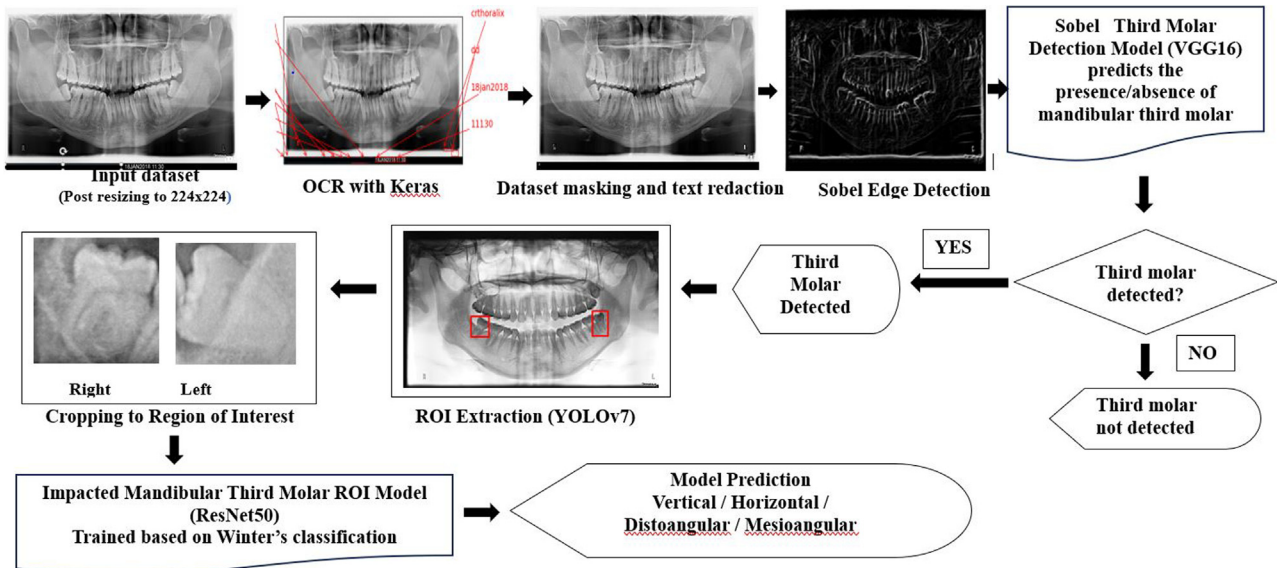 crthoralix
dd
18jan2018
11130
18JAN2018 11:30
Input dataset
(Post resizing to 224x224)
OCR with Keras
Dataset masking and text redaction
Sobel Edge Detection
Sobel Third Molar
Detection Model (VGG16)
predicts the
presence/absence of
mandibular third molar
Third molar
detected?
YES
NO
Third
Molar
Detected
Third molar
not detected
ROI Extraction (YOLOv7)
Right Left
Cropping to Region of Interest
Impacted Mandibular Third Molar ROI Model
(ResNet50)
Trained based on Winter’s classification
Model Prediction
Vertical / Horizontal /
Distoangular / Mesioangular